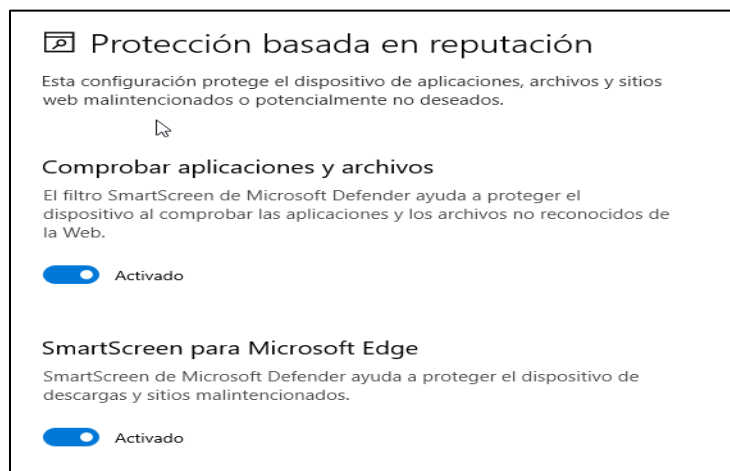 Protección basada en reputación
Esta configuración protege el dispositivo de aplicaciones, archivos y sitios
web malintencionados o potencialmente no deseados.
Comprobar aplicaciones y archivos
El filtro SmartScreen de Microsoft Defender ayuda a proteger el
dispositivo al comprobar las aplicaciones y los archivos no reconocidos de
la Web.
Activado
SmartScreen para Microsoft Edge
SmartScreen de Microsoft Defender ayuda a proteger el dispositivo de
descargas y sitios malintencionados.
Activado